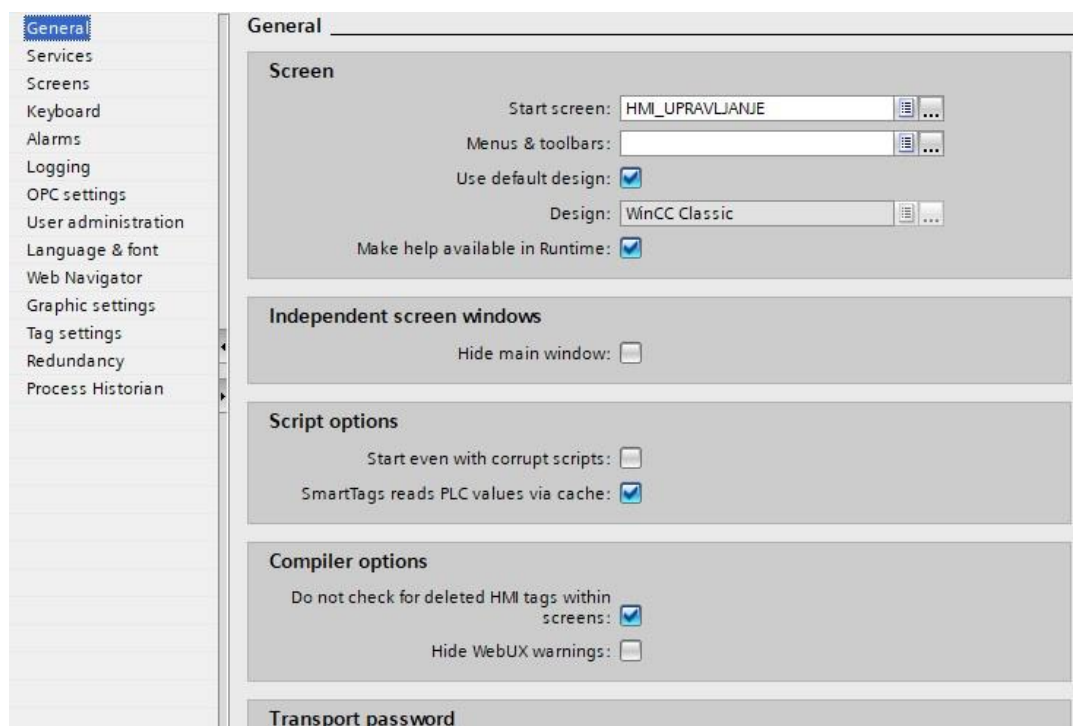 General
Services
Screens
Keyboard
Alarms
Logging
OPC settings
User administration
Language & font
Web Navigator
Graphic settings
Tag settings
Redundancy
Process Historian
General
Screen
Start screen: HMI_UPRAVLJANJE
Menus & toolbars:
Use default design:
Design: WinCC Classic
Make help available in Runtime:
Independent screen windows
Hide main window:
Script options
Start even with corrupt scripts:
SmartTags reads PLC values via cache:
Compiler options
Do not check for deleted HMI tags within
screens:
Hide WebUX warnings:
Transport password